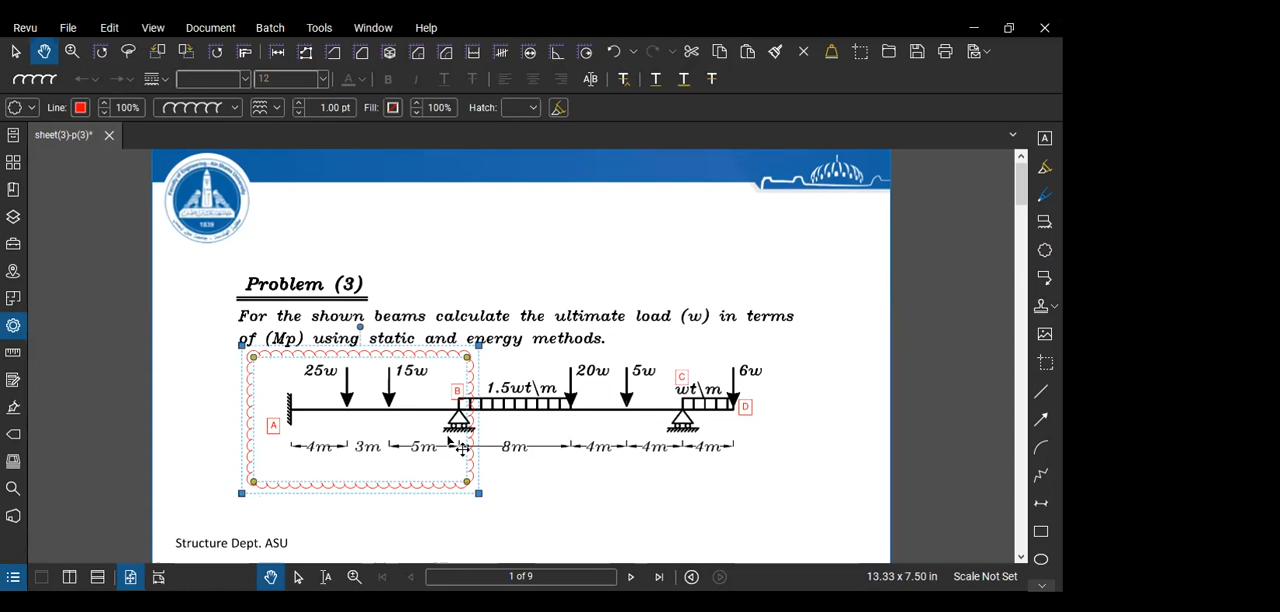 Revu File Edit View Document Batch Tools Window Help
12
Line: 100% 1.00 pt Fill: 100% Hatch:
sheet(3)-p(3)*
1839
Problem (3)
For the shown beams calculate the ultimate load (w) in terms
of (Mp) using static and energy methods.
25w 15w 20w 5w C 6w
B 1.5wt\m wt\m
A D
4m 3m 5m 8m 4m 4m 4m
Structure Dept. ASU
1 of 9 13.33 x 7.50 in Scale Not Set